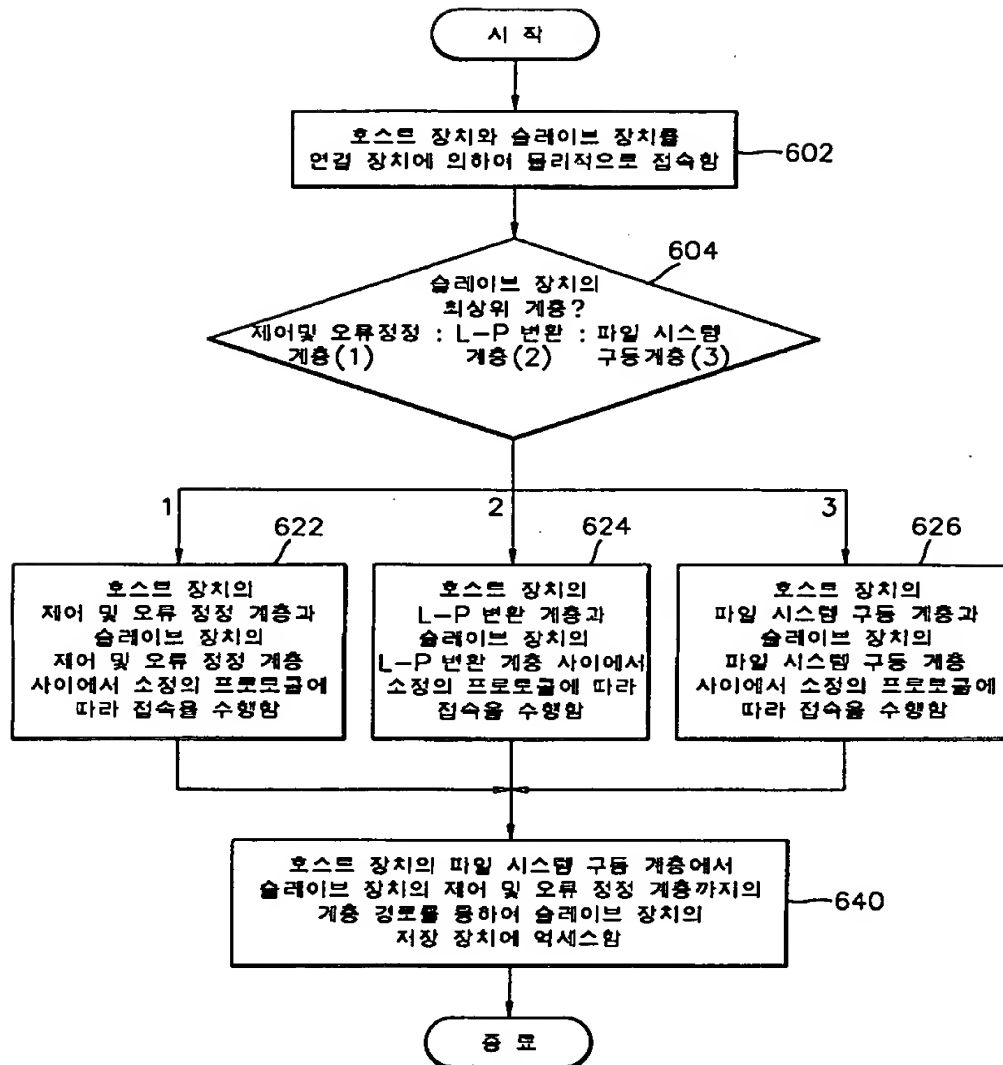 시 작
호스트 장치와 슬레이브 장치를
연결 장치에 의하여 물리적으로 접속함
602
604
슬레이브 장치의
최상위 계층?
제어및 오류정정 : L-P 변환 : 파일 시스템
계층(1) 계층(2) 구동계층(3)
1
2
3
622
624
626
호스트 장치의
제어 및 오류 정정 계층과
슬레이브 장치의
제어 및 오류 정정 계층
사이에서 소정의 프로토콜에
따라 접속을 수행함
호스트 장치의
L-P 변환 계층과
슬레이브 장치의
L-P 변환 계층 사이에서
소정의 프로토콜에 따라
접속을 수행함
호스트 장치의
파일 시스템 구동 계층과
슬레이브 장치의
파일 시스템 구동 계층
사이에서 소정의 프로토콜에
따라 접속을 수행함
호스트 장치의 파일 시스템 구동 계층에서
슬레이브 장치의 제어 및 오류 정정 계층까지의
계층 경로를 통하여 슬레이브 장치의
저장 장치에 억세스함
640
종 료